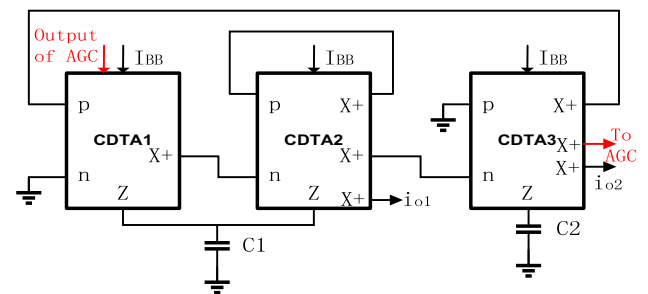 Output
of AGC
IBB
IBB
IBB
p
p
X+
p
X+
CDTA1
CDTA2
CDTA3
X+
To
AGC
X+
X+
X+
n
n
n
io2
Z
Z
X+
io1
Z
C1
C2